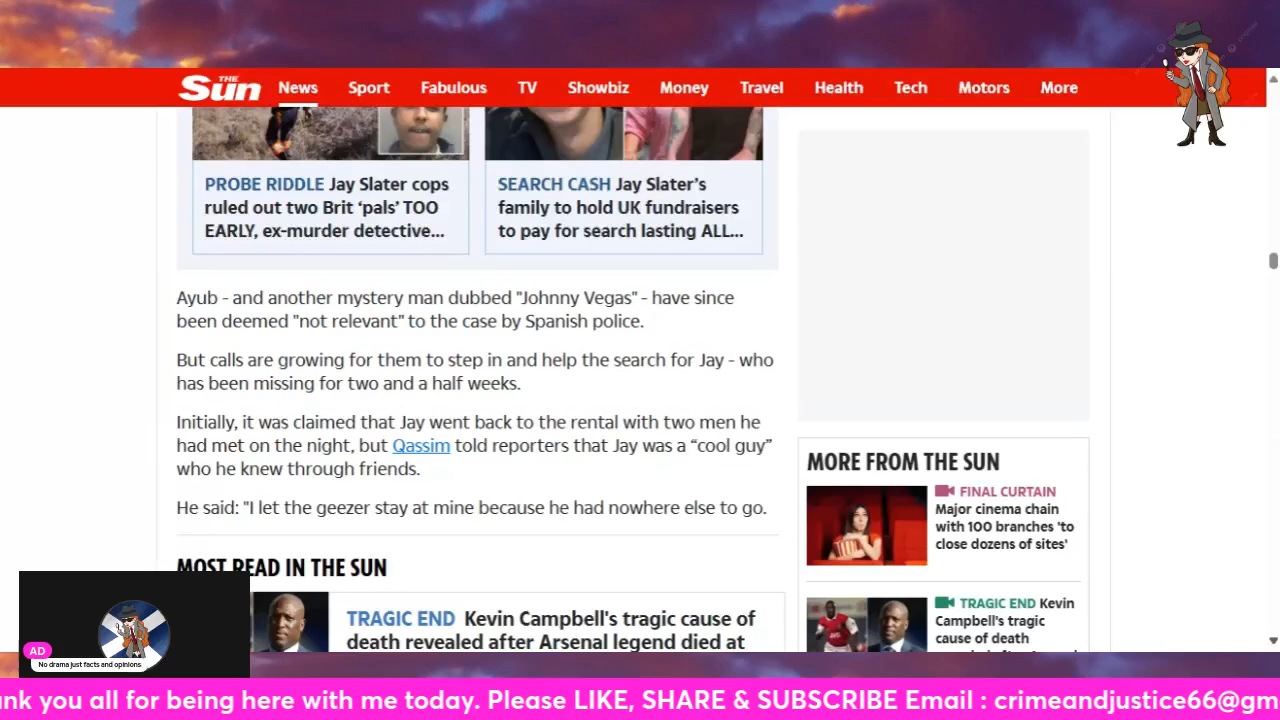 THE Sun News Sport Fabulous TV Showbiz Money Travel Health Tech Motors More
PROBE RIDDLE Jay Slater cops
ruled out two Brit ‘pals’ TOO
EARLY, ex-murder detective...
SEARCH CASH Jay Slater’s
family to hold UK fundraisers
to pay for search lasting ALL...
Ayub - and another mystery man dubbed "Johnny Vegas" - have since
been deemed "not relevant" to the case by Spanish police.
But calls are growing for them to step in and help the search for Jay - who
has been missing for two and a half weeks.
Initially, it was claimed that Jay went back to the rental with two men he
had met on the night, but Qassim told reporters that Jay was a “cool guy”
who he knew through friends.
He said: "I let the geezer stay at mine because he had nowhere else to go.
MOST READ IN THE SUN
TRAGIC END Kevin Campbell's tragic cause of
death revealed after Arsenal legend died at
MORE FROM THE SUN
FINAL CURTAIN
Major cinema chain
with 100 branches 'to
close dozens of sites'
TRAGIC END Kevin
Campbell's tragic
cause of death
AD
No drama just facts and opinions
nk you all for being here with me today. Please LIKE, SHARE & SUBSCRIBE Email : crimeandjustice66@gm